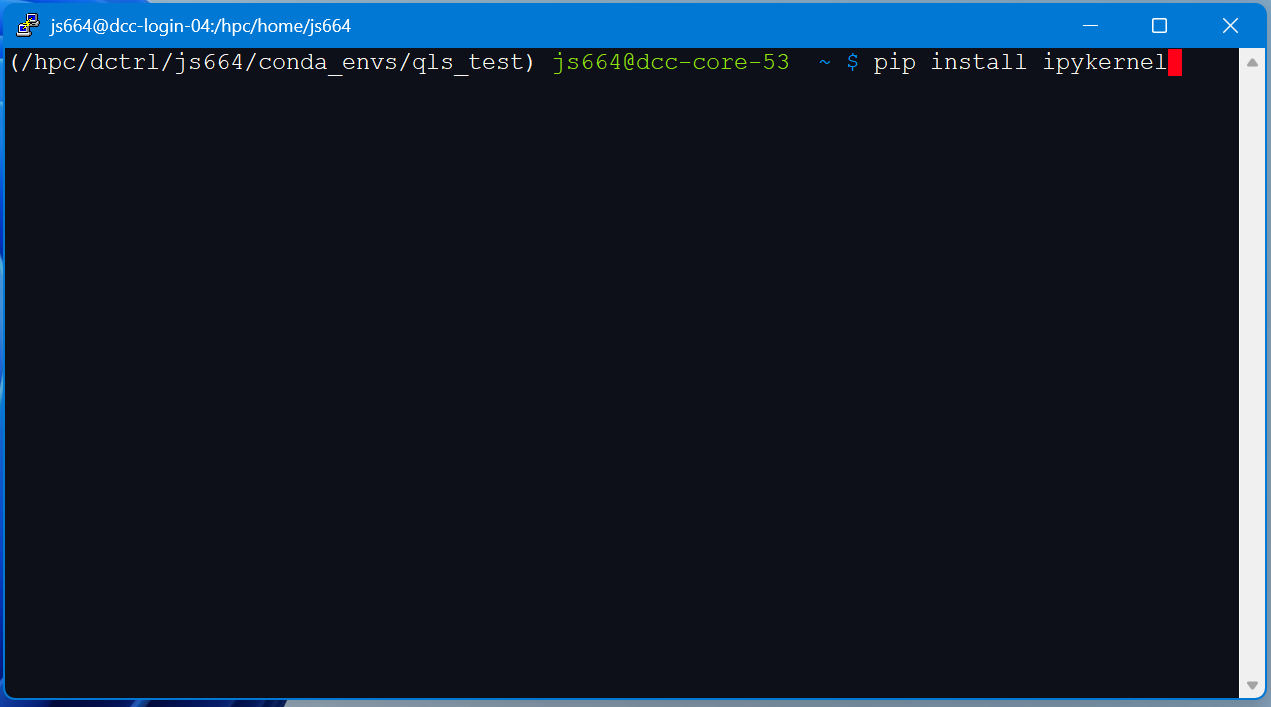 js664@dcc-login-04:/hpc/home/js664
(/hpc/dctrl/js664/conda_envs/qls_test) js664@dcc-core-53  ~ $ pip install ipykernel